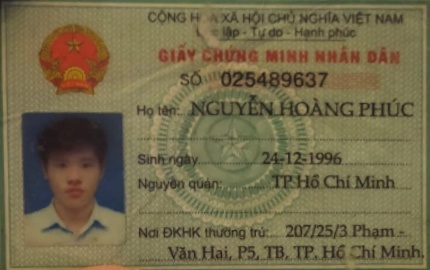 CỘNG HÒA XÃ HỘI CHỦ NGHĨA VIỆT NAM
lập - Tự do - Hạnh phúc
GIẤY CHỨNG MINH NHÂN DÂN
SỐ 025489637
Họ tên: NGUYỄN HOÀNG PHÚC
Sinh ngày 24-12-1996
Nguyên quán: TP Hồ Chí Minh
Nơi ĐKHK thường trú: 207/25/3 Phạm -
Văn Hai, P5, TB, TP. Hồ Chí Minh.